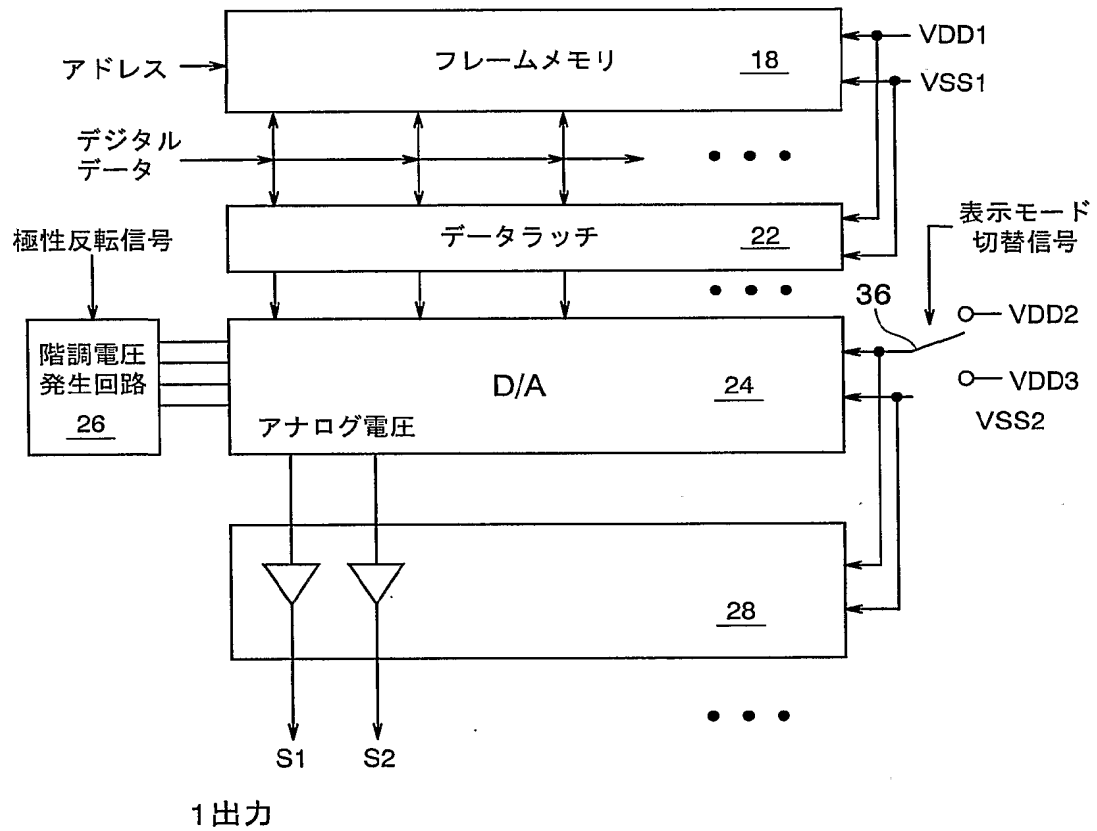 VDD1
アドレス
フレームメモリ 18
VSS1
デジタル
データ
データラッチ 22
表示モード
切替信号
極性反転信号
36
VDD2
階調電圧
発生回路
26
D/A 24
VDD3
アナログ電圧
VSS2
28
S1 S2
1出力